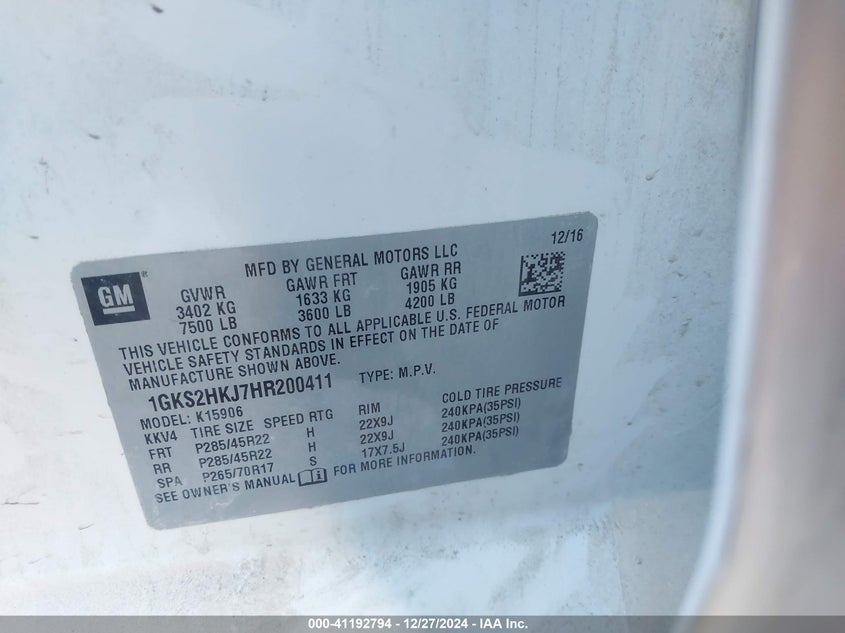 12/16
MFD BY GENERAL MOTORS LLC
GM®
GVWR GAWR FRT GAWR RR
3402 KG 1633 KG 1905 KG
7500 LB 3600 LB 4200 LB
THIS VEHICLE CONFORMS TO ALL APPLICABLE U.S. FEDERAL MOTOR
VEHICLE SAFETY STANDARDS IN EFFECT ON THE DATE OF
MANUFACTURE SHOWN ABOVE.
1GKS2HKJ7HR200411 TYPE: M.P.V.
MODEL: K15906
KKV4 TIRE SIZE SPEED RTG RIM COLD TIRE PRESSURE
FRT P285/45R22 H 22X9J 240KPA(35PSI)
RR P285/45R22 H 22X9J 240KPA(35PSI)
SPA P265/70R17 S 17X7.5J 240KPA(35PSI)
SEE OWNER'S MANUAL i FOR MORE INFORMATION.
000-41192794 - 12/27/2024 - IAA Inc.